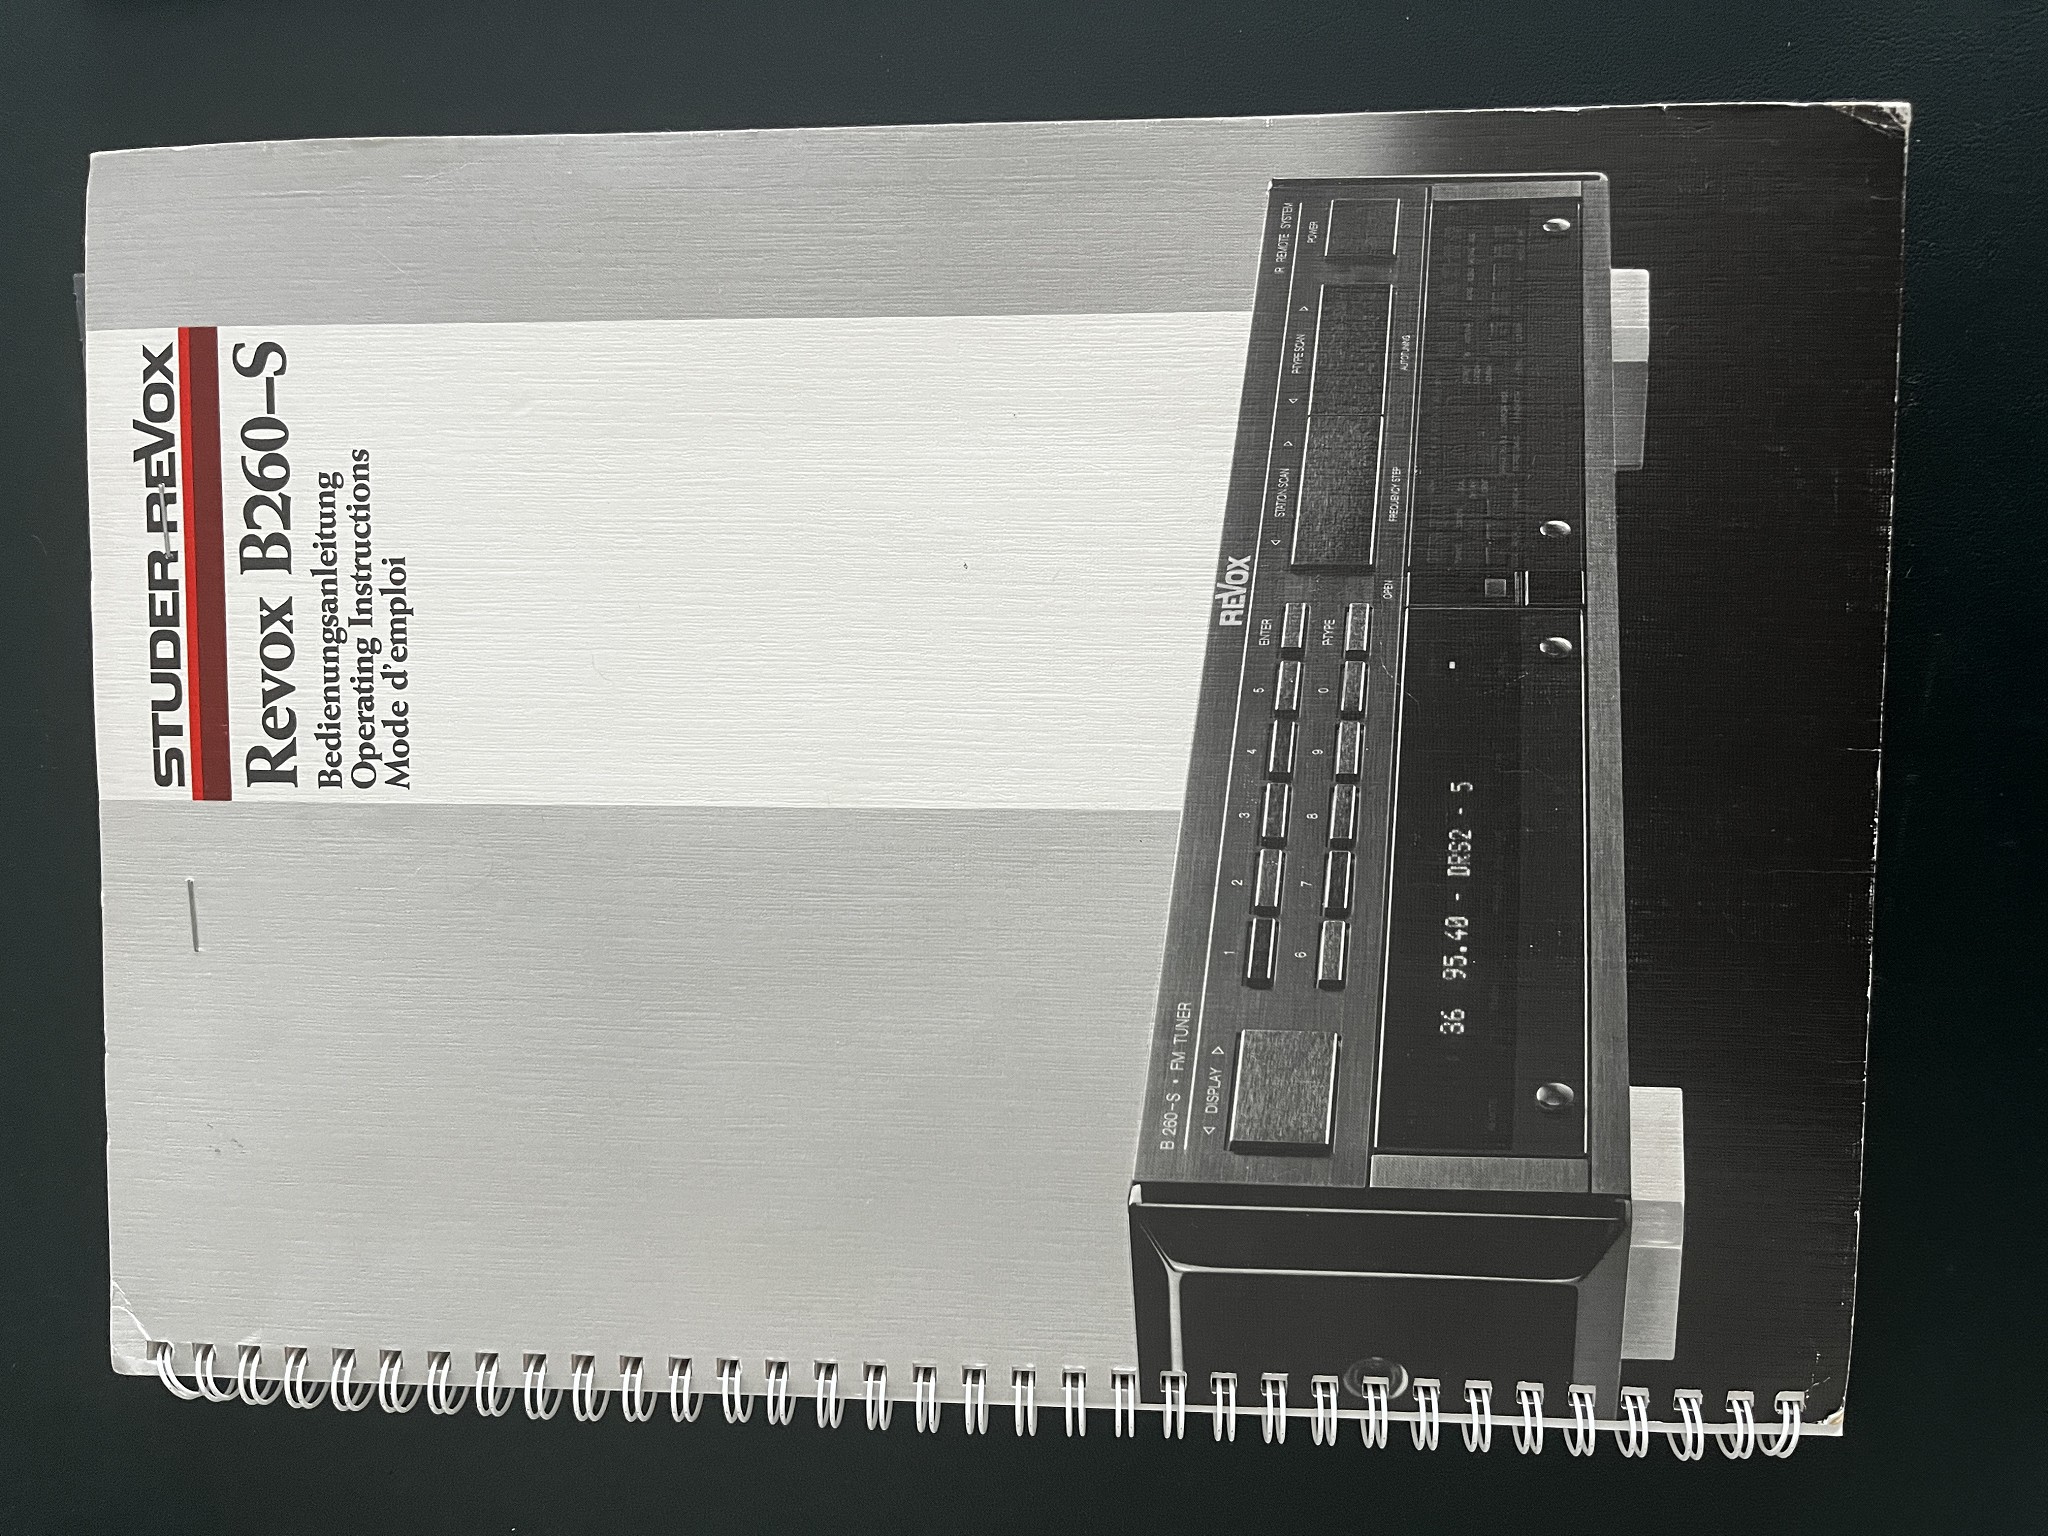 STUDER REVOX
Revox B260–S
Bedienungsanleitung
Operating Instructions
Mode d'emploi
B 260-S • FM TUNER
REVOX
IR REMOTE SYSTEM
◁ DISPLAY ▷
1 2 3 4 5 ENTER
◁ STATION SCAN ▷
◁ P-TYPE SCAN ▷
POWER
6 7 8 9 0 P-TYPE
OPEN
FREQUENCY STEP
AUTOTUNING
36 95.40 - DRS2 - 5